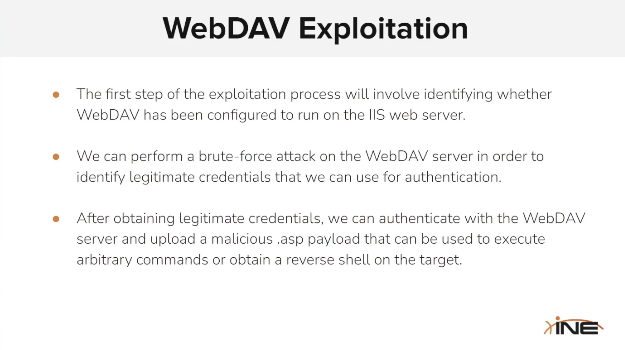 WebDAV Exploitation
The first step of the exploitation process will involve identifying whether
WebDAV has been configured to run on the IIS web server.
We can perform a brute-force attack on the WebDAV server in order to
identify legitimate credentials that we can use for authentication.
After obtaining legitimate credentials, we can authenticate with the WebDAV
server and upload a malicious .asp payload that can be used to execute
arbitrary commands or obtain a reverse shell on the target.
INE